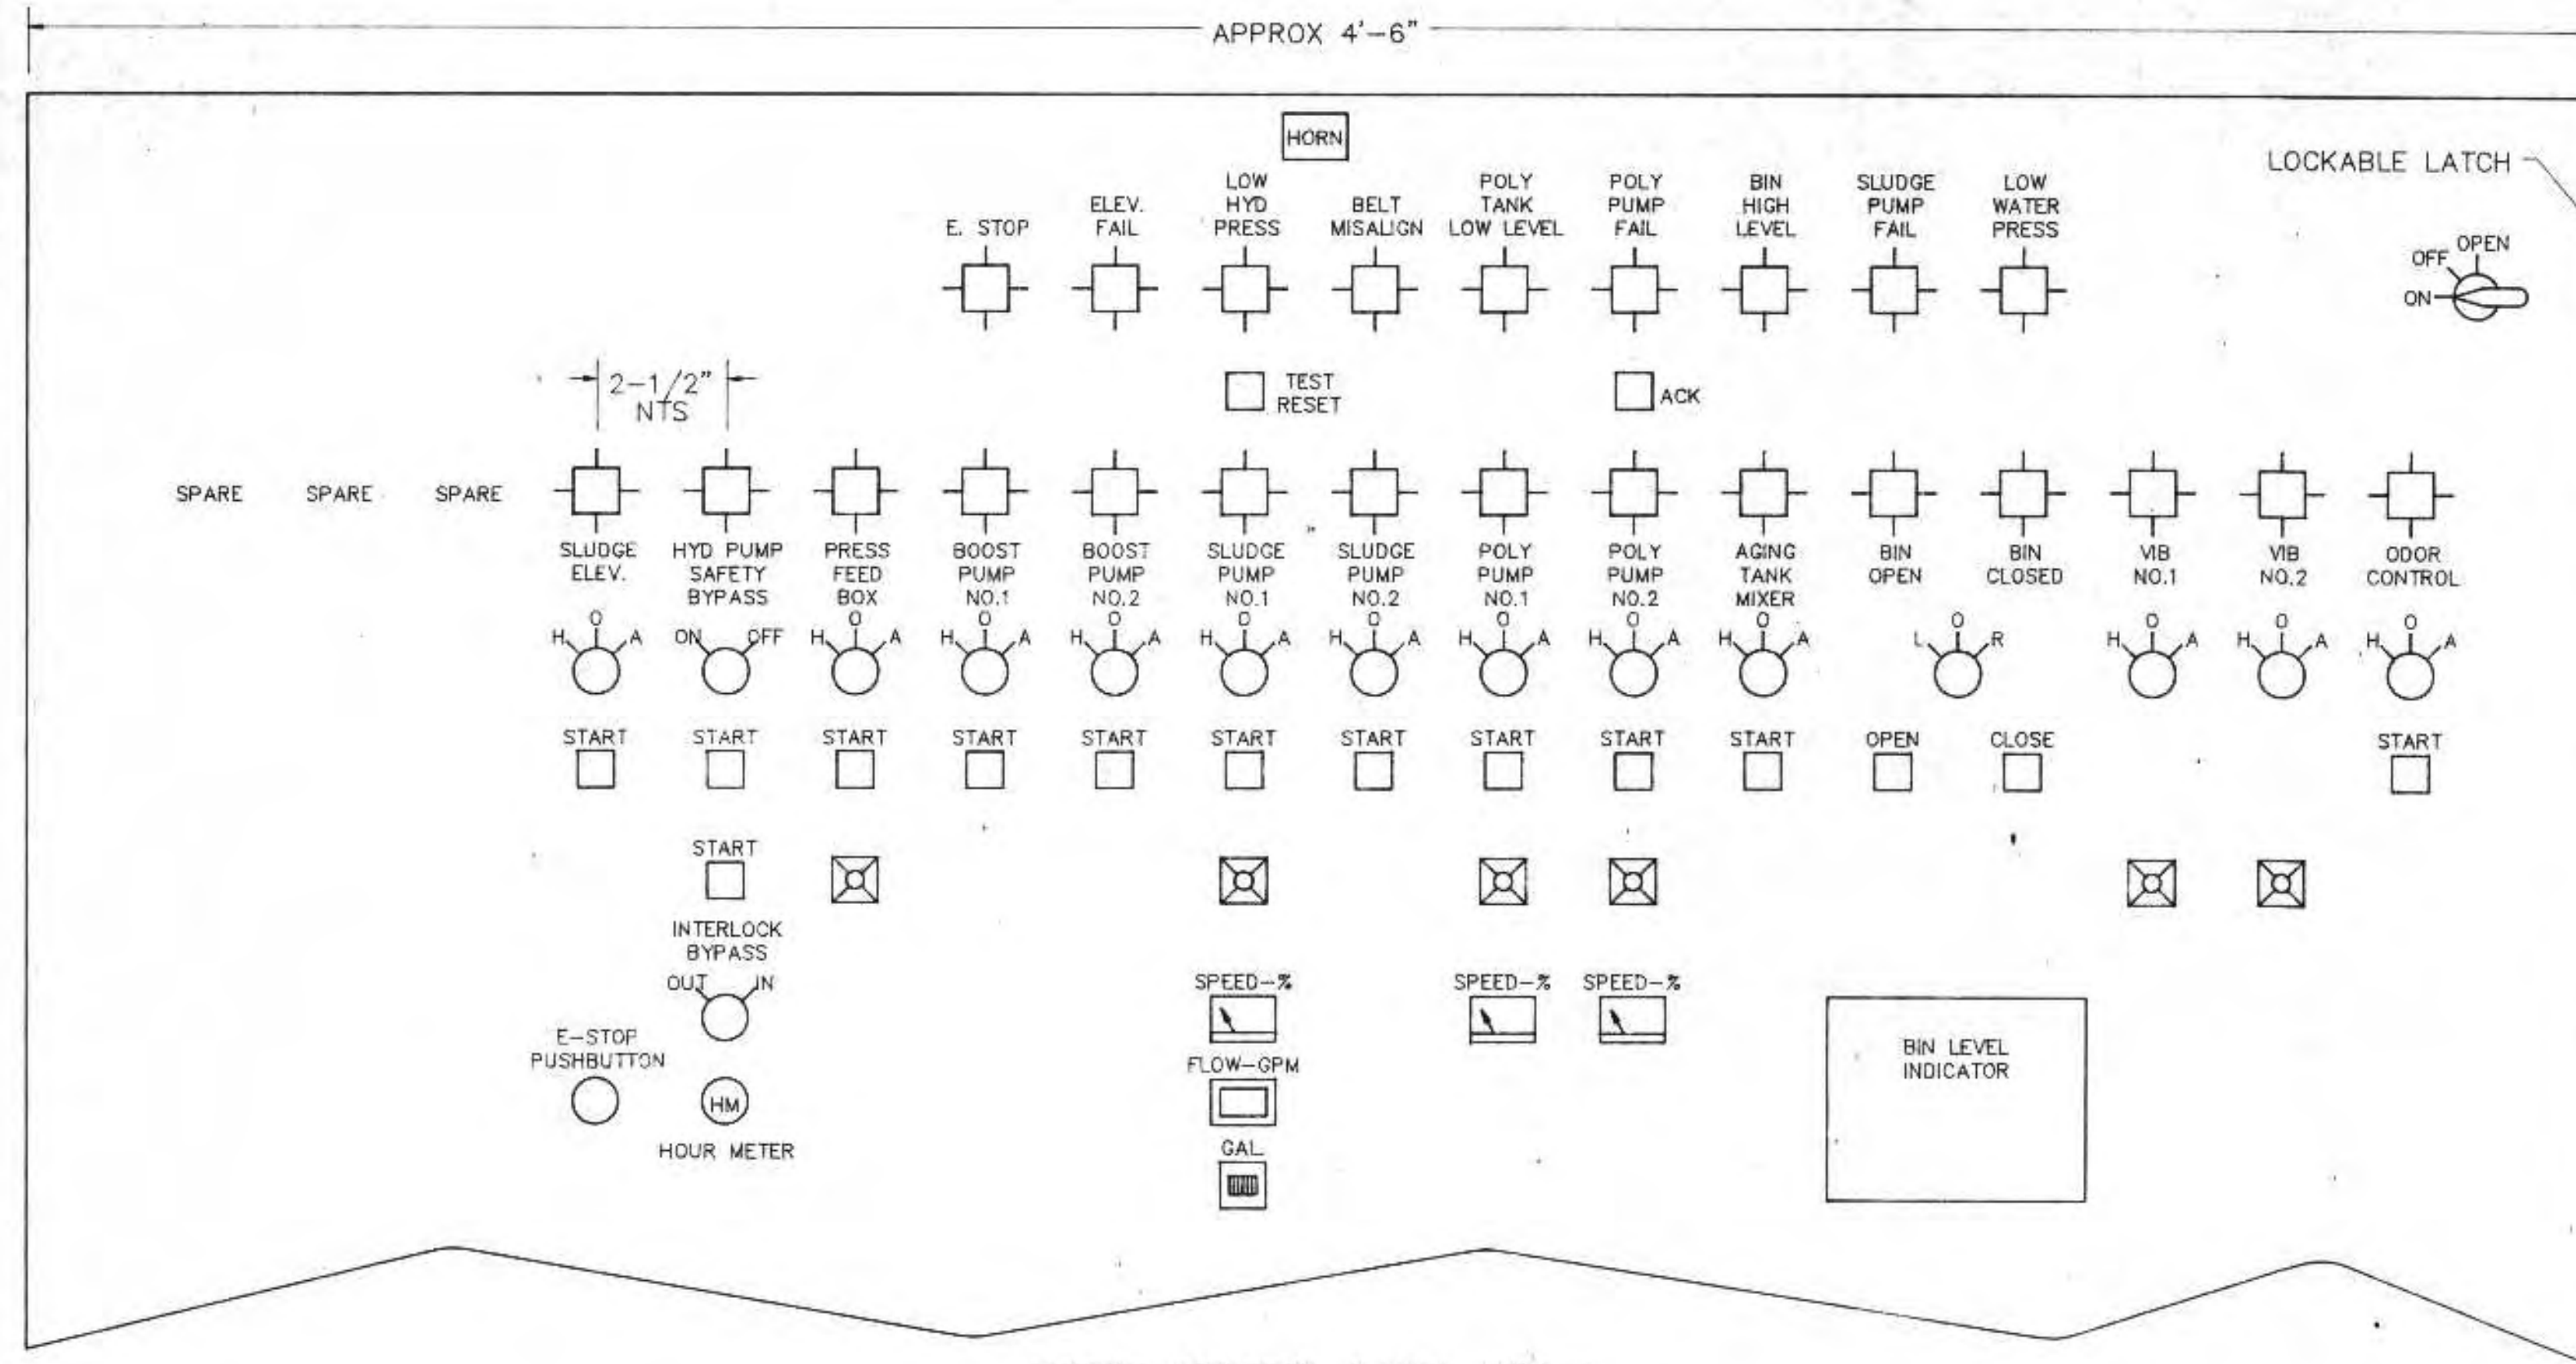 APPROX 4'-6"
HORN
LOCKABLE LATCH
E. STOP
ELEV.
FAIL
LOW
HYD
PRESS
BELT
MISALIGN
POLY
TANK
LOW LEVEL
POLY
PUMP
FAIL
BIN
HIGH
LEVEL
SLUDGE
PUMP
FAIL
LOW
WATER
PRESS
OFF OPEN
ON
2-1/2"
NTS
TEST
RESET
ACK
SPARE SPARE SPARE
SLUDGE
ELEV.
HYD PUMP
SAFETY
BYPASS
PRESS
FEED
BOX
BOOST
PUMP
NO.1
BOOST
PUMP
NO.2
SLUDGE
PUMP
NO.1
SLUDGE
PUMP
NO.2
POLY
PUMP
NO.1
POLY
PUMP
NO.2
AGING
TANK
MIXER
BIN
OPEN
BIN
CLOSED
VIB
NO.1
VIB
NO.2
ODOR
CONTROL
H O A
ON OFF
H O A
H O A
H O A
H O A
H O A
H O A
H O A
H O A
L O R
H O A
H O A
H O A
START START START START START START START START START START OPEN CLOSE START
START
INTERLOCK
BYPASS
OUT IN
SPEED-% SPEED-% SPEED-%
E-STOP
PUSHBUTTON
HM
HOUR METER
FLOW-GPM
GAL
BIN LEVEL
INDICATOR